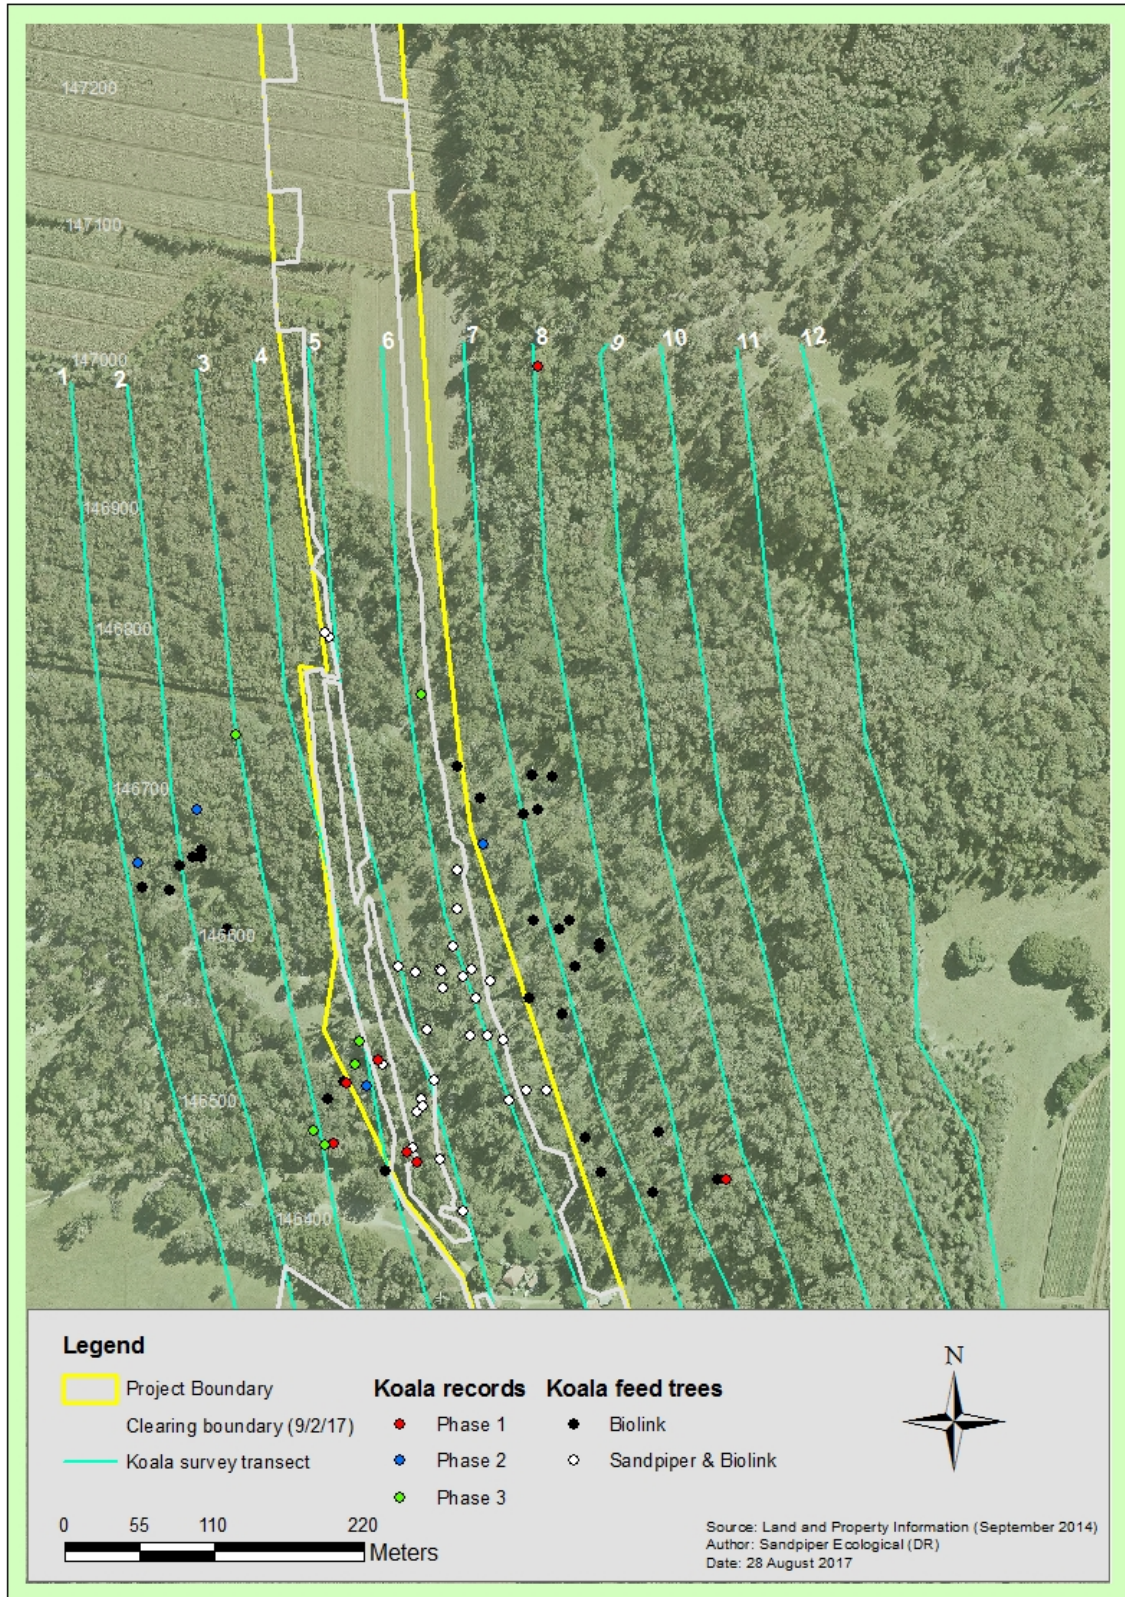 147200
147100
147000
1
2
3
4
5
6
7
8
9
10
11
12
146900
146800
146700
146600
146500
146400
Legend
Project Boundary
Clearing boundary (9/2/17)
Koala survey transect
Koala records
Phase 1
Phase 2
Phase 3
Koala feed trees
Biolink
Sandpiper & Biolink
N
0 55 110 220
Meters
Source: Land and Property Information (September 2014)
Author: Sandpiper Ecological (DR)
Date: 28 August 2017